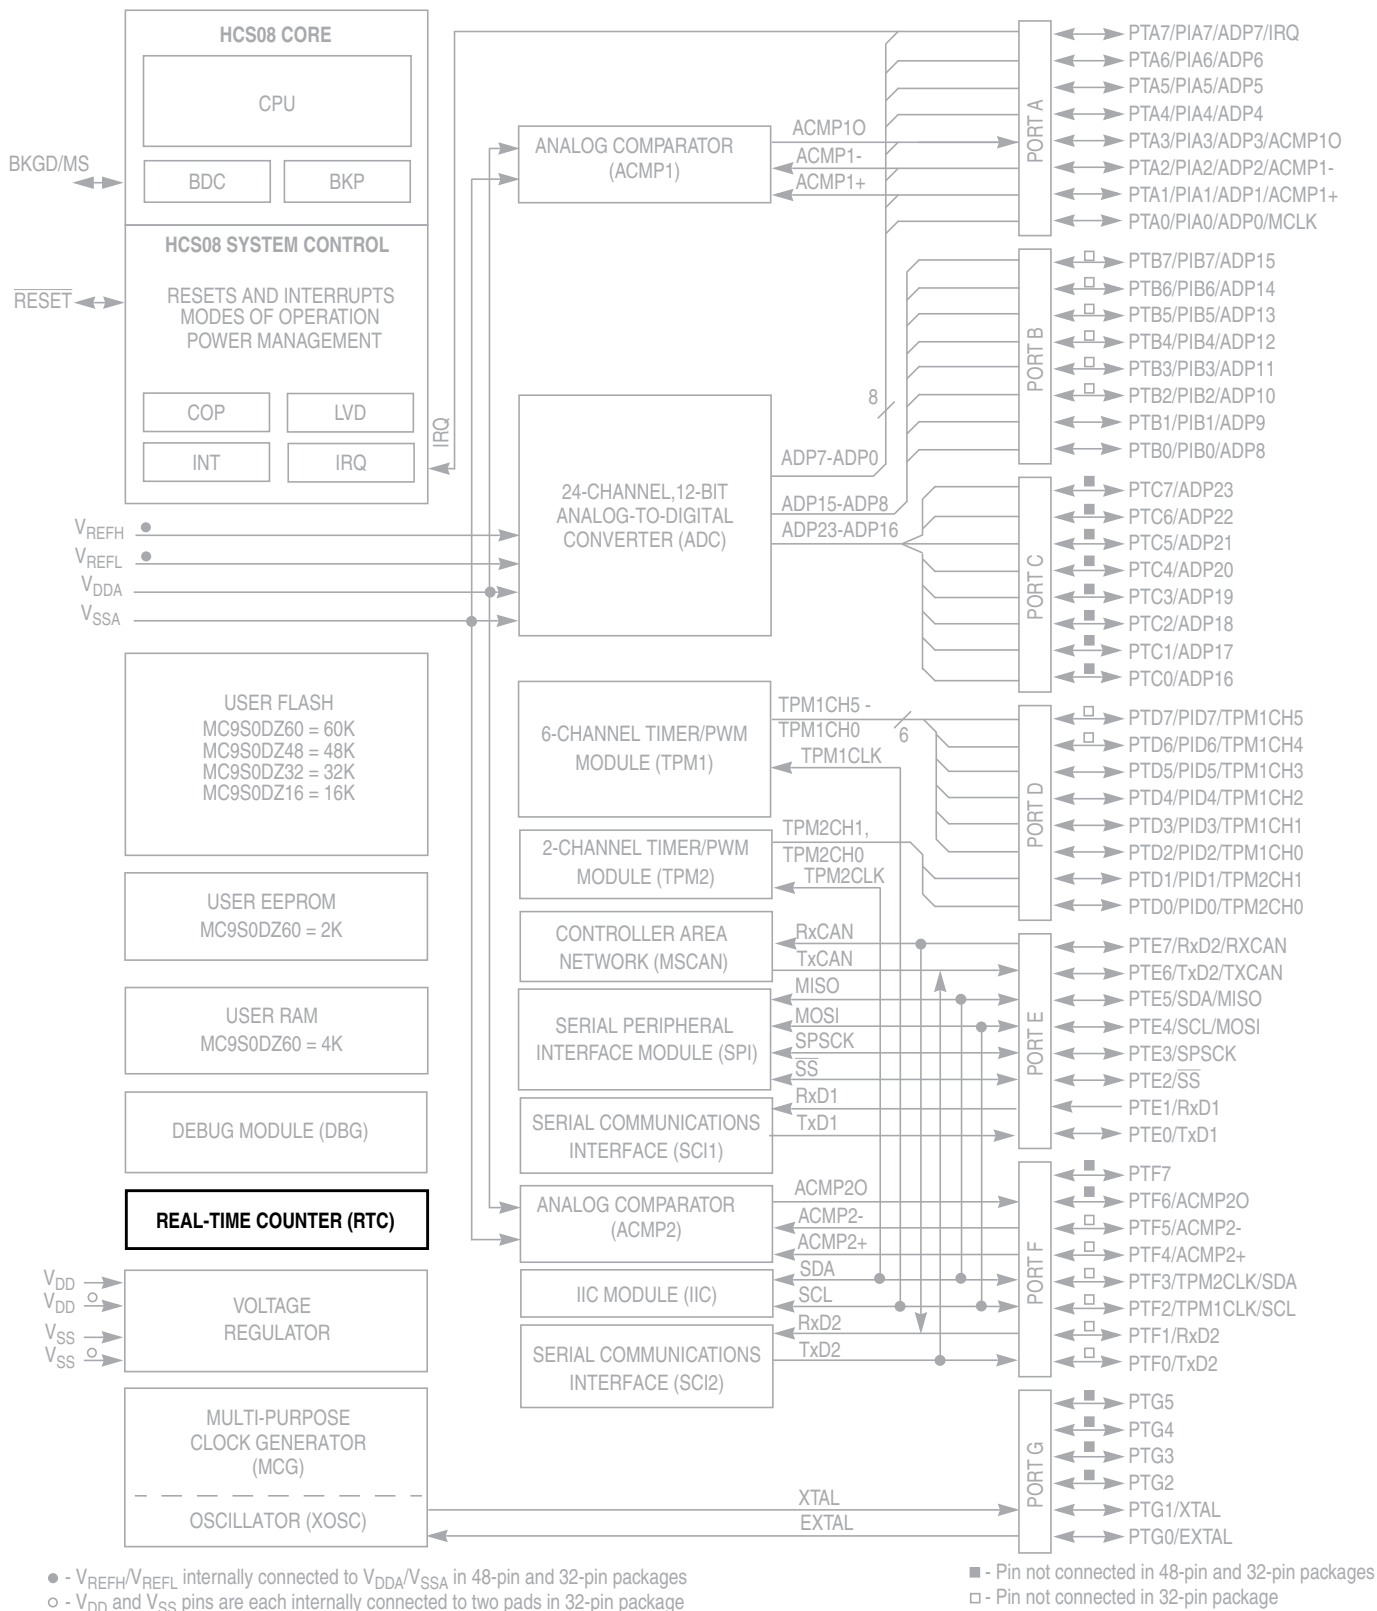 HCS08 CORE
CPU
BDC
BKP
BKGD/MS
HCS08 SYSTEM CONTROL
RESETS AND INTERRUPTS
MODES OF OPERATION
POWER MANAGEMENT
COP
LVD
INT
IRQ
RESET
IRQ
VREFH
VREFL
VDDA
VSSA
USER FLASH
MC9S0DZ60 = 60K
MC9S0DZ48 = 48K
MC9S0DZ32 = 32K
MC9S0DZ16 = 16K
USER EEPROM
MC9S0DZ60 = 2K
USER RAM
MC9S0DZ60 = 4K
DEBUG MODULE (DBG)
REAL-TIME COUNTER (RTC)
VDD
VDD
VSS
VSS
VOLTAGE
REGULATOR
MULTI-PURPOSE
CLOCK GENERATOR
(MCG)
OSCILLATOR (XOSC)
ANALOG COMPARATOR
(ACMP1)
ACMP1O
ACMP1-
ACMP1+
24-CHANNEL,12-BIT
ANALOG-TO-DIGITAL
CONVERTER (ADC)
8
ADP7-ADP0
ADP15-ADP8
ADP23-ADP16
6-CHANNEL TIMER/PWM
MODULE (TPM1)
TPM1CH5 -
TPM1CH0
6
TPM1CLK
2-CHANNEL TIMER/PWM
MODULE (TPM2)
TPM2CH1,
TPM2CH0
TPM2CLK
CONTROLLER AREA
NETWORK (MSCAN)
RxCAN
TxCAN
SERIAL PERIPHERAL
INTERFACE MODULE (SPI)
MISO
MOSI
SPSCK
SS
SERIAL COMMUNICATIONS
INTERFACE (SCI1)
RxD1
TxD1
ANALOG COMPARATOR
(ACMP2)
ACMP2O
ACMP2-
ACMP2+
IIC MODULE (IIC)
SDA
SCL
SERIAL COMMUNICATIONS
INTERFACE (SCI2)
RxD2
TxD2
XTAL
EXTAL
PORT A
PTA7/PIA7/ADP7/IRQ
PTA6/PIA6/ADP6
PTA5/PIA5/ADP5
PTA4/PIA4/ADP4
PTA3/PIA3/ADP3/ACMP1O
PTA2/PIA2/ADP2/ACMP1-
PTA1/PIA1/ADP1/ACMP1+
PTA0/PIA0/ADP0/MCLK
PORT B
PTB7/PIB7/ADP15
PTB6/PIB6/ADP14
PTB5/PIB5/ADP13
PTB4/PIB4/ADP12
PTB3/PIB3/ADP11
PTB2/PIB2/ADP10
PTB1/PIB1/ADP9
PTB0/PIB0/ADP8
PORT C
PTC7/ADP23
PTC6/ADP22
PTC5/ADP21
PTC4/ADP20
PTC3/ADP19
PTC2/ADP18
PTC1/ADP17
PTC0/ADP16
PORT D
PTD7/PID7/TPM1CH5
PTD6/PID6/TPM1CH4
PTD5/PID5/TPM1CH3
PTD4/PID4/TPM1CH2
PTD3/PID3/TPM1CH1
PTD2/PID2/TPM1CH0
PTD1/PID1/TPM2CH1
PTD0/PID0/TPM2CH0
PORT E
PTE7/RxD2/RXCAN
PTE6/TxD2/TXCAN
PTE5/SDA/MISO
PTE4/SCL/MOSI
PTE3/SPSCK
PTE2/SS
PTE1/RxD1
PTE0/TxD1
PORT F
PTF7
PTF6/ACMP2O
PTF5/ACMP2-
PTF4/ACMP2+
PTF3/TPM2CLK/SDA
PTF2/TPM1CLK/SCL
PTF1/RxD2
PTF0/TxD2
PORT G
PTG5
PTG4
PTG3
PTG2
PTG1/XTAL
PTG0/EXTAL
● - VREFH/VREFL internally connected to VDDA/VSSA in 48-pin and 32-pin packages
○ - VDD and VSS pins are each internally connected to two pads in 32-pin package
■ - Pin not connected in 48-pin and 32-pin packages
□ - Pin not connected in 32-pin package